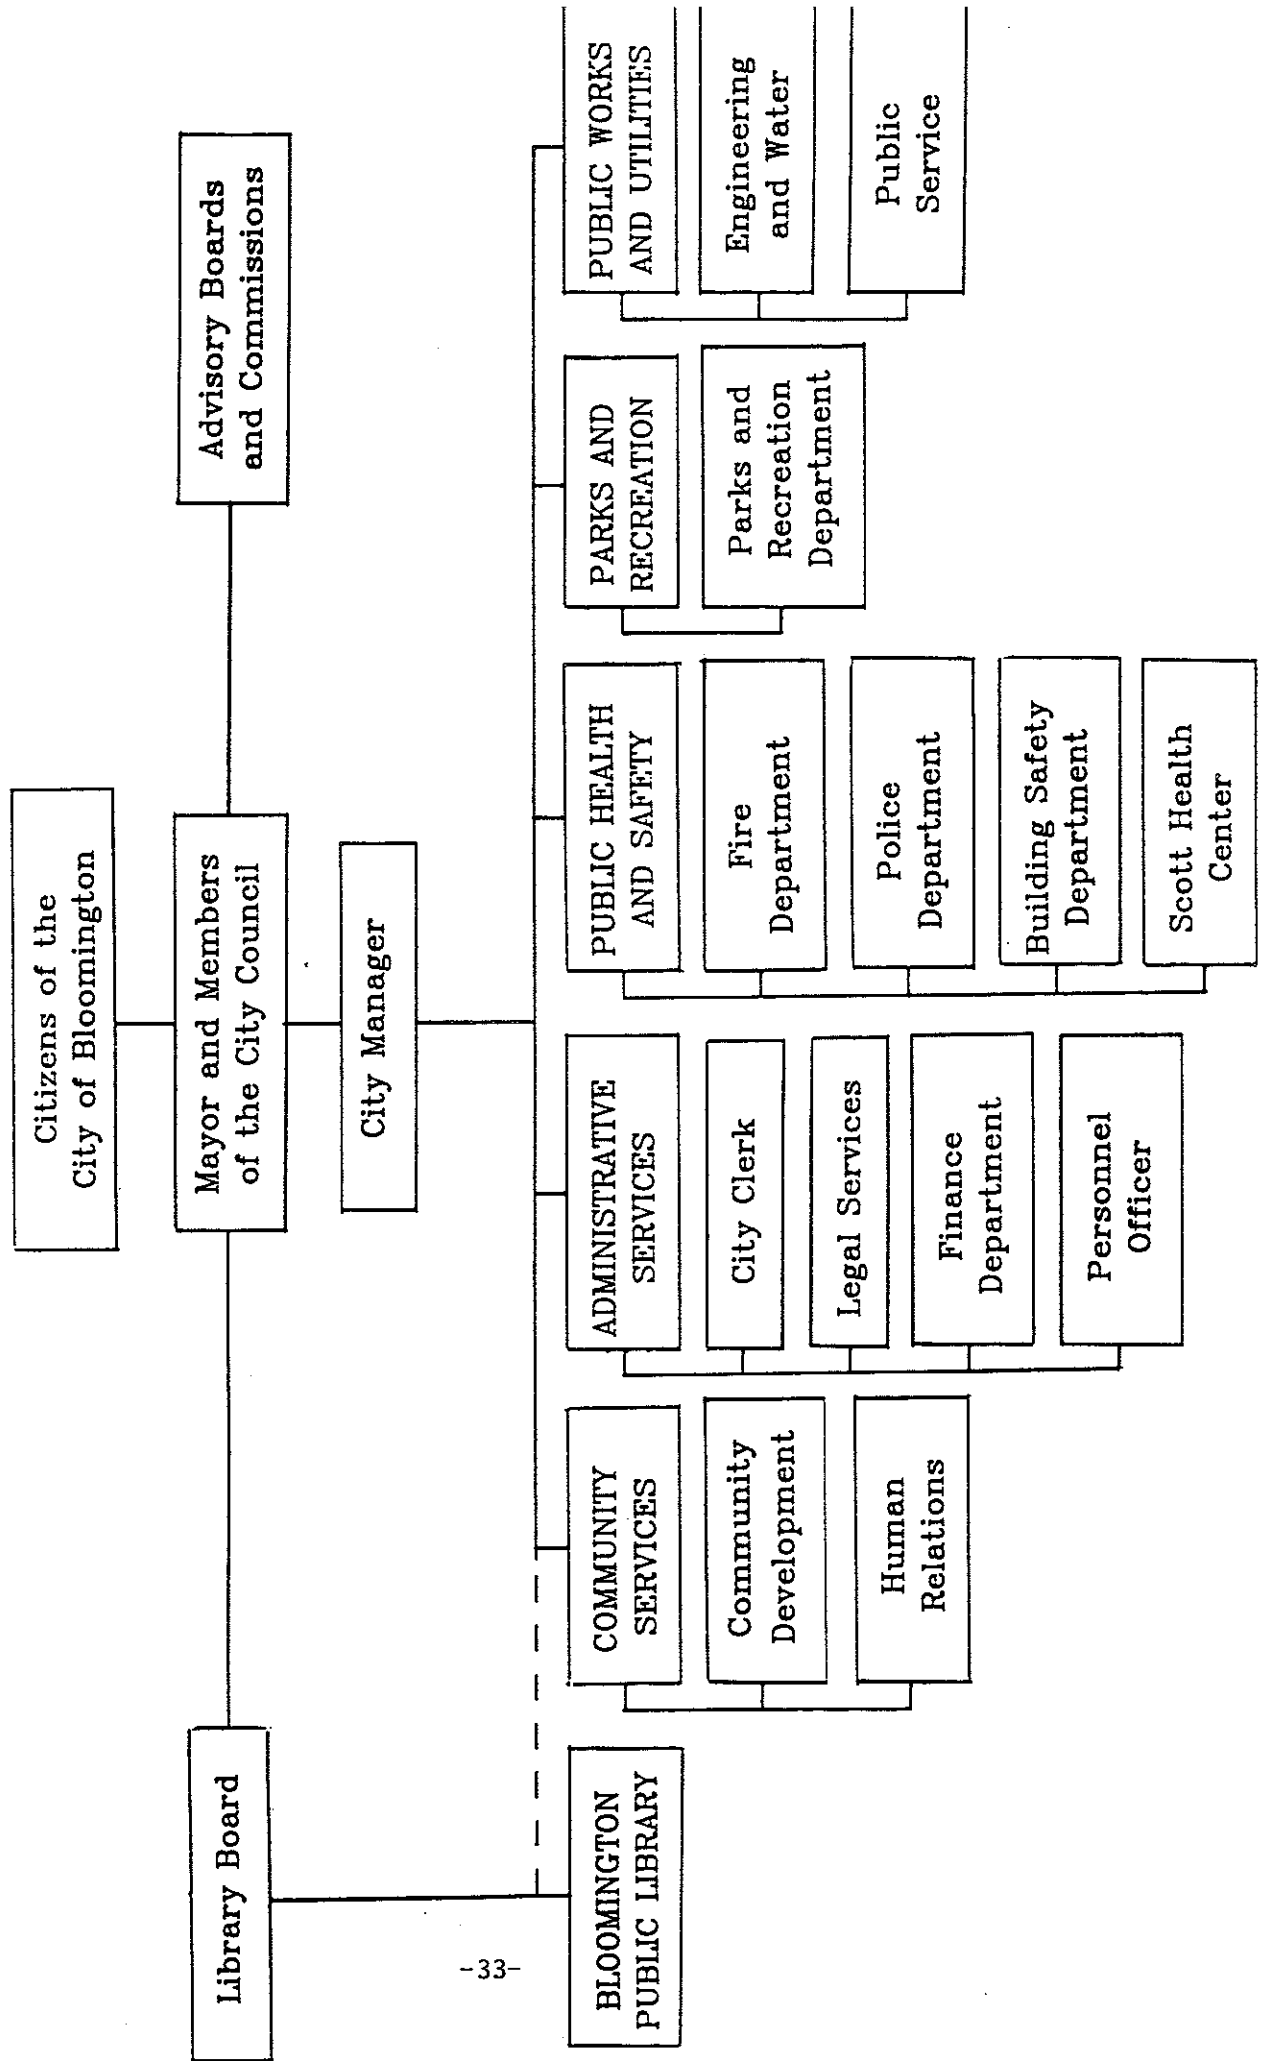 Citizens of the
City of Bloomington
Library Board
Mayor and Members
of the City Council
Advisory Boards
and Commissions
City Manager
BLOOMINGTON
PUBLIC LIBRARY
COMMUNITY
SERVICES
Community
Development
Human
Relations
ADMINISTRATIVE
SERVICES
City Clerk
Legal Services
Finance
Department
Personnel
Officer
PUBLIC HEALTH
AND SAFETY
Fire
Department
Police
Department
Building Safety
Department
Scott Health
Center
PARKS AND
RECREATION
Parks and
Recreation
Department
PUBLIC WORKS
AND UTILITIES
Engineering
and Water
Public
Service
-33-